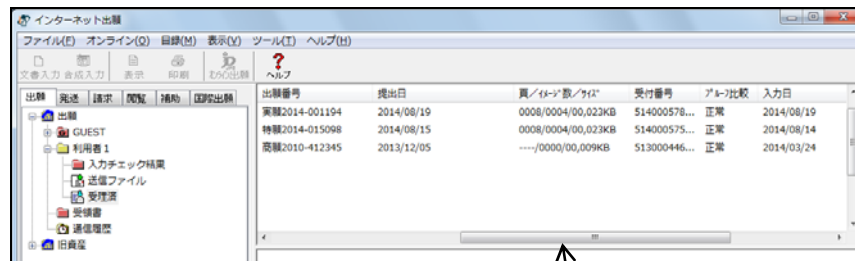 インターネット出願
ファイル(F) オンライン(O) 目録(M) 表示(V) ツール(T) ヘルプ(H)
文書入力 合成入力 表示 印刷 ヘルプ
出願 発送 請求 閲覧 補助 国際出願
出願
GUEST
利用者1
入力チェック結果
送信ファイル
受理済
受領書
通信履歴
旧資産
出願番号 提出日 頁/ｲﾒｰｼﾞ数/ｻｲｽﾞ 受付番号 ﾌﾟﾙｰﾌ比較 入力日
実願2014-001194 2014/08/19 0008/0004/00,023KB 514000578... 正常 2014/08/19
特願2014-015098 2014/08/15 0008/0004/00,023KB 514000575... 正常 2014/08/14
商願2010-412345 2013/12/05 ----/0000/00,009KB 513000446... 正常 2014/03/24